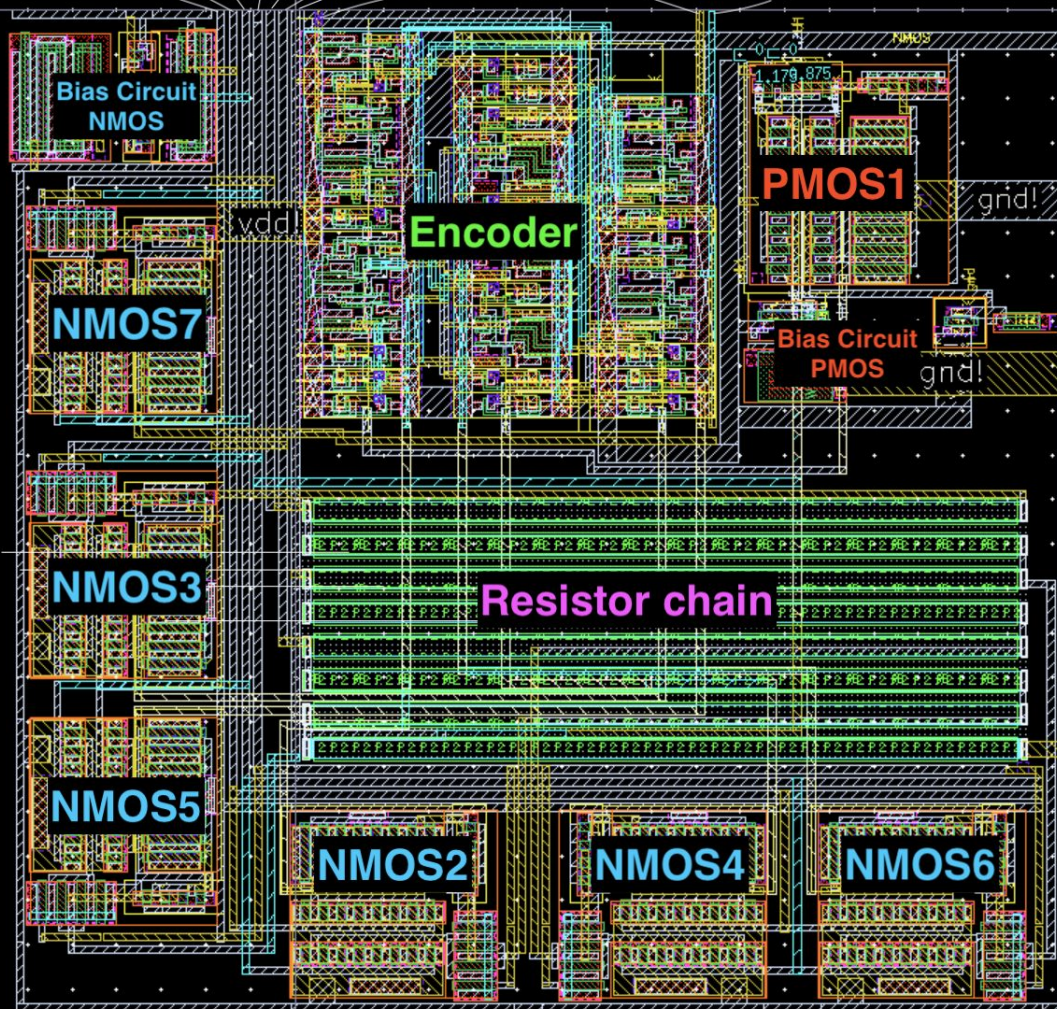 NMOS
Bias Circuit
NMOS
1.179
.875
PMOS1
gnd!
vdd!
Encoder
NMOS7
Bias Circuit
PMOS
gnd!
NMOS3
Resistor chain
NMOS5
NMOS2
NMOS4
NMOS6